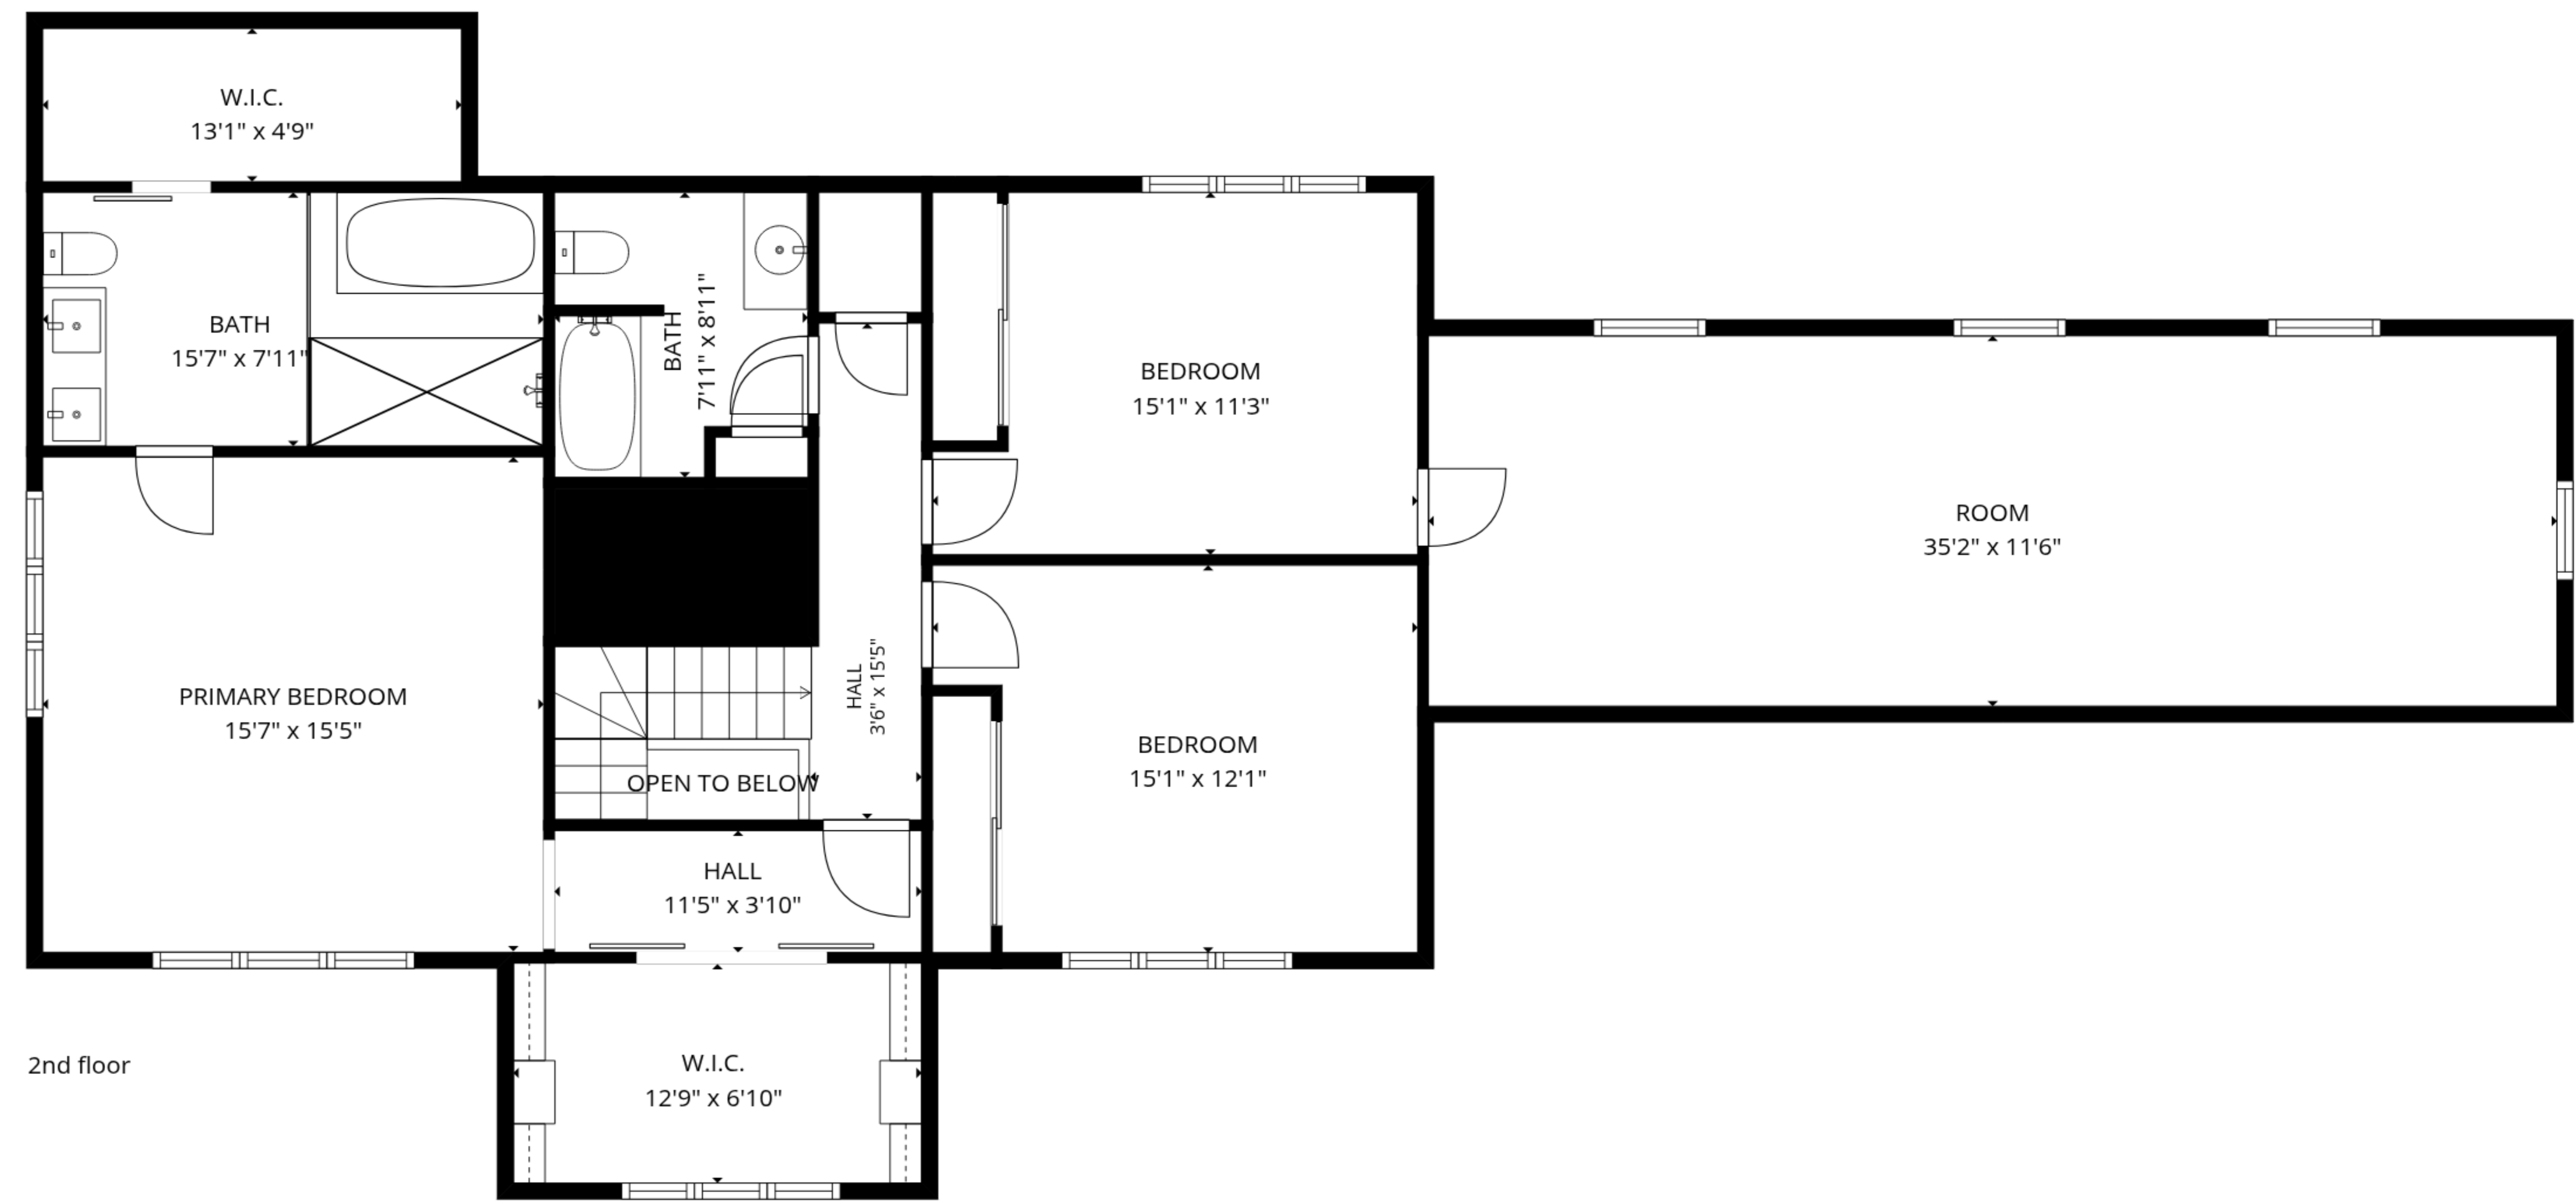 W.I.C.
13'1" x 4'9"
BATH
15'7" x 7'11"
BATH
7'11" x 8'11"
BEDROOM
15'1" x 11'3"
ROOM
35'2" x 11'6"
PRIMARY BEDROOM
15'7" x 15'5"
HALL
3'6" x 15'5"
OPEN TO BELOW
BEDROOM
15'1" x 12'1"
HALL
11'5" x 3'10"
W.I.C.
12'9" x 6'10"
2nd floor